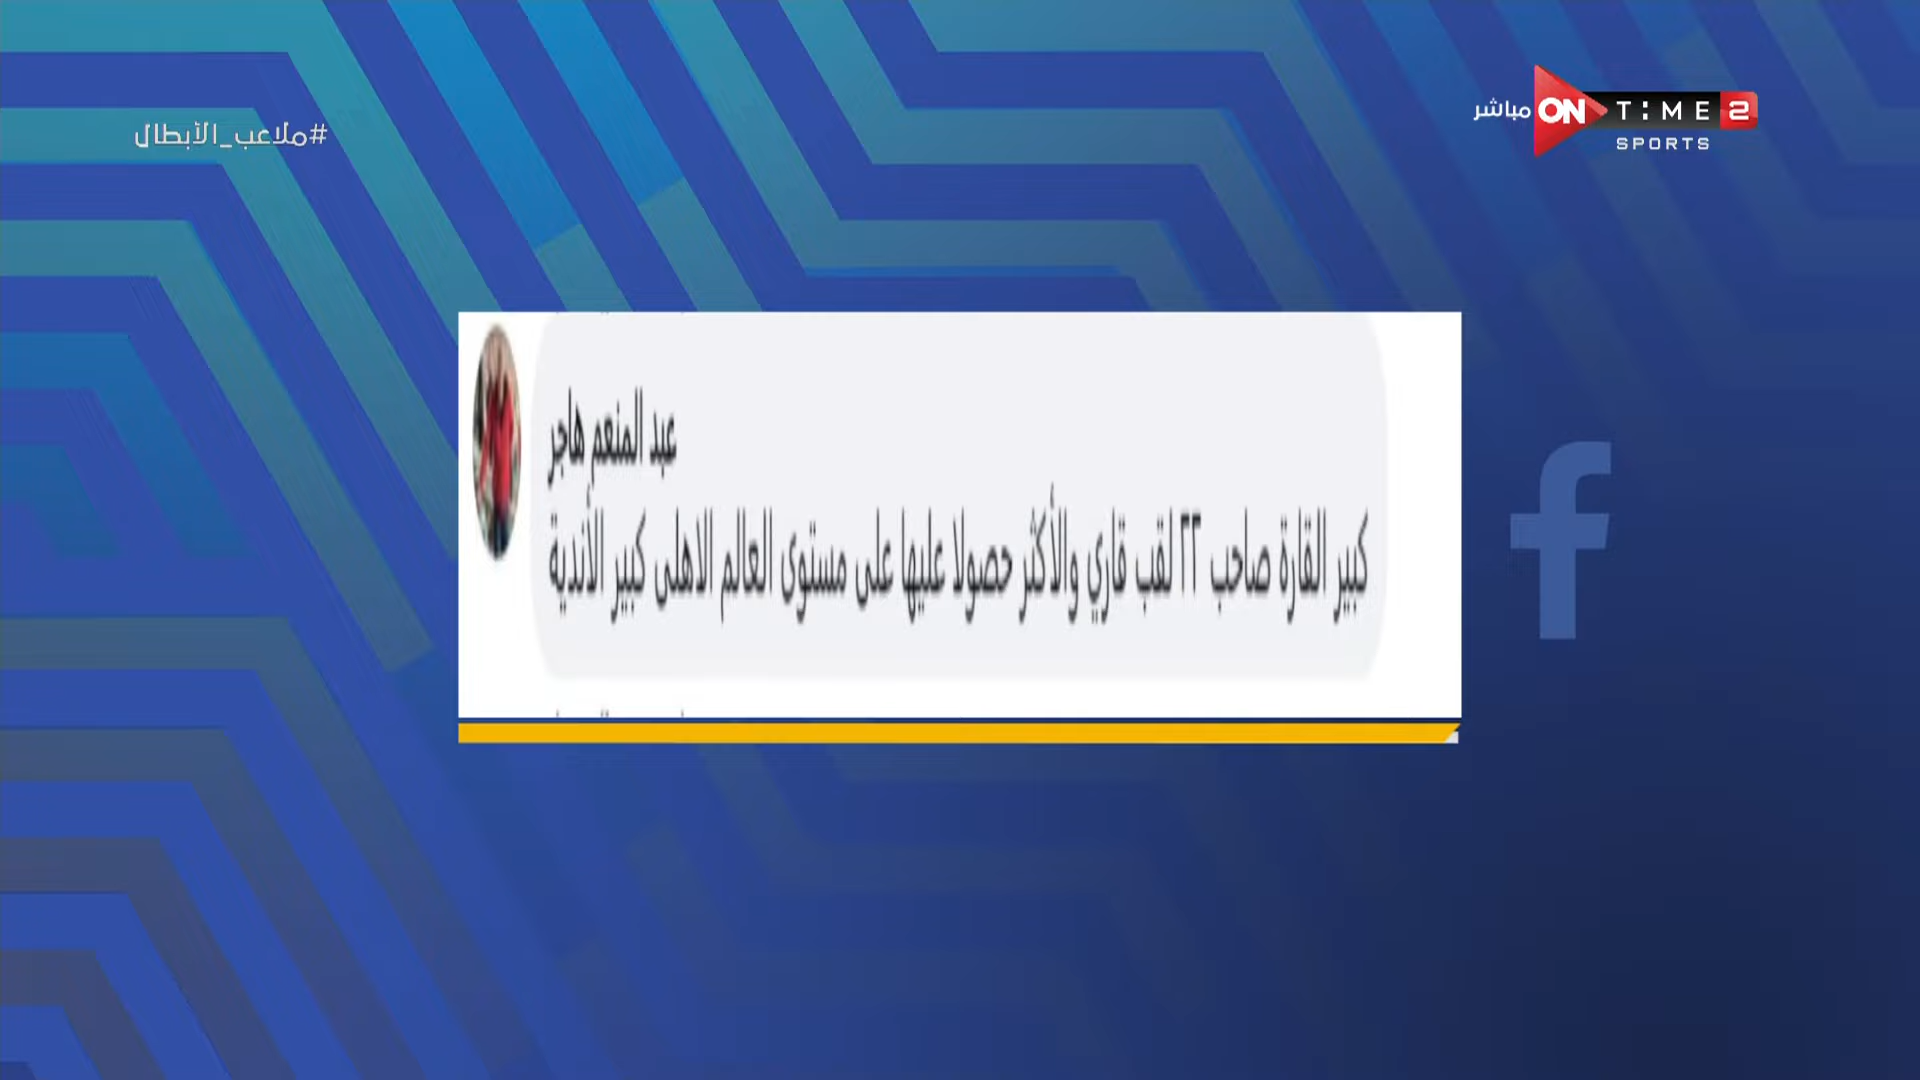 #ملاعب_الأبطال
مباشر ON TIME 2
SPORTS
عبد المنعم هاجر
كبير القارة صاحب ٢٢ لقب قاري والأكثر حصولا عليها على مستوى العالم الاهلى كبير الأندية
f